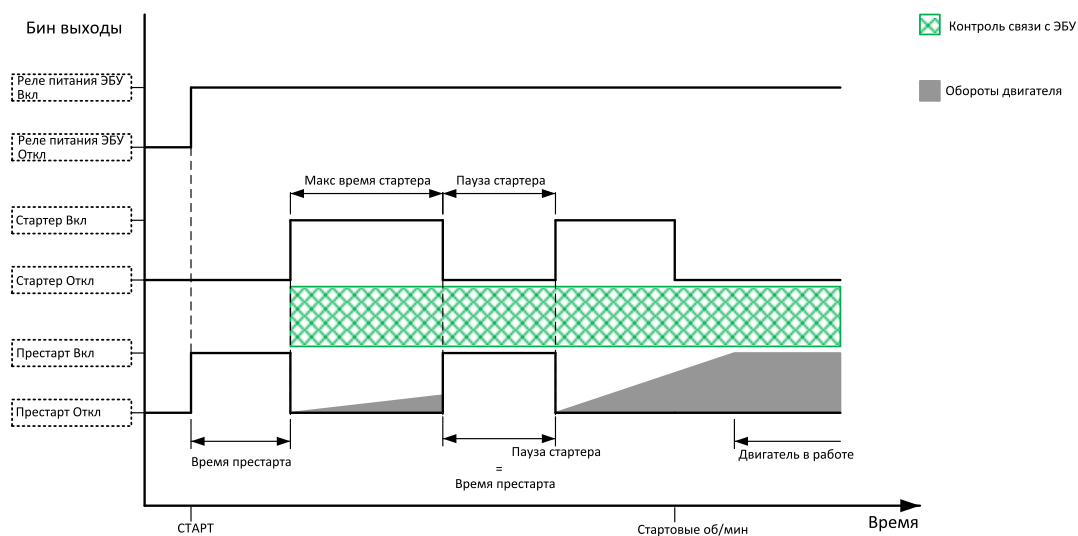 Бин выходы
Контроль связи с ЭБУ
Реле питания ЭБУ
Вкл
Обороты двигателя
Реле питания ЭБУ
Откл
Макс время стартера
Пауза стартера
Стартер Вкл
Стартер Откл
Престарт Вкл
Престарт Откл
Время престарта
Пауза стартера
=
Время престарта
Двигатель в работе
СТАРТ
Стартовые об/мин
Время